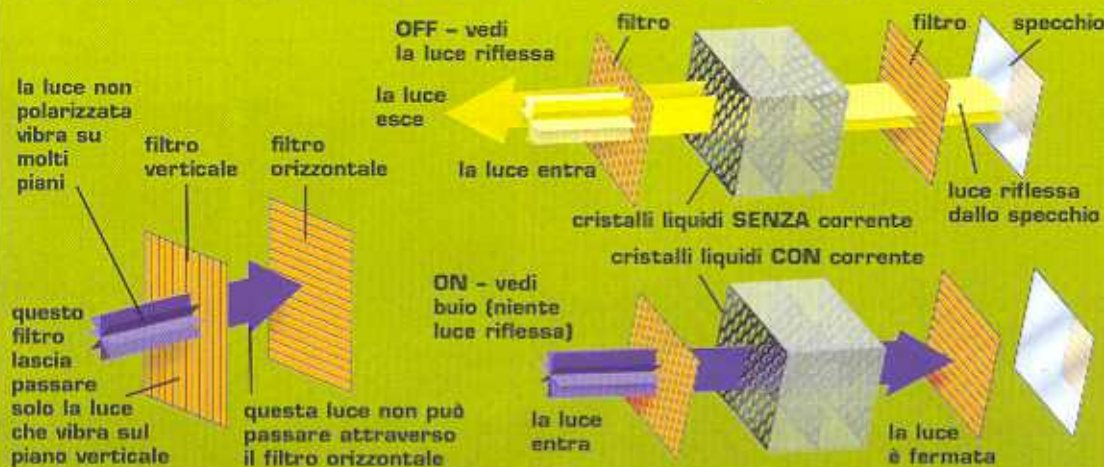 la luce non
polarizzata
vibra su
molti
piani
filtro
verticale
filtro
orizzontale
questo
filtro
lascia
passare
solo la luce
che vibra sul
piano verticale
questa luce non può
passare attraverso
il filtro orizzontale
OFF – vedi
la luce riflessa
filtro
filtro
specchio
la luce
esce
la luce entra
cristalli liquidi SENZA corrente
luce riflessa
dallo specchio
cristalli liquidi CON corrente
ON – vedi
buio (niente
luce riflessa)
la luce
entra
la luce
è fermata